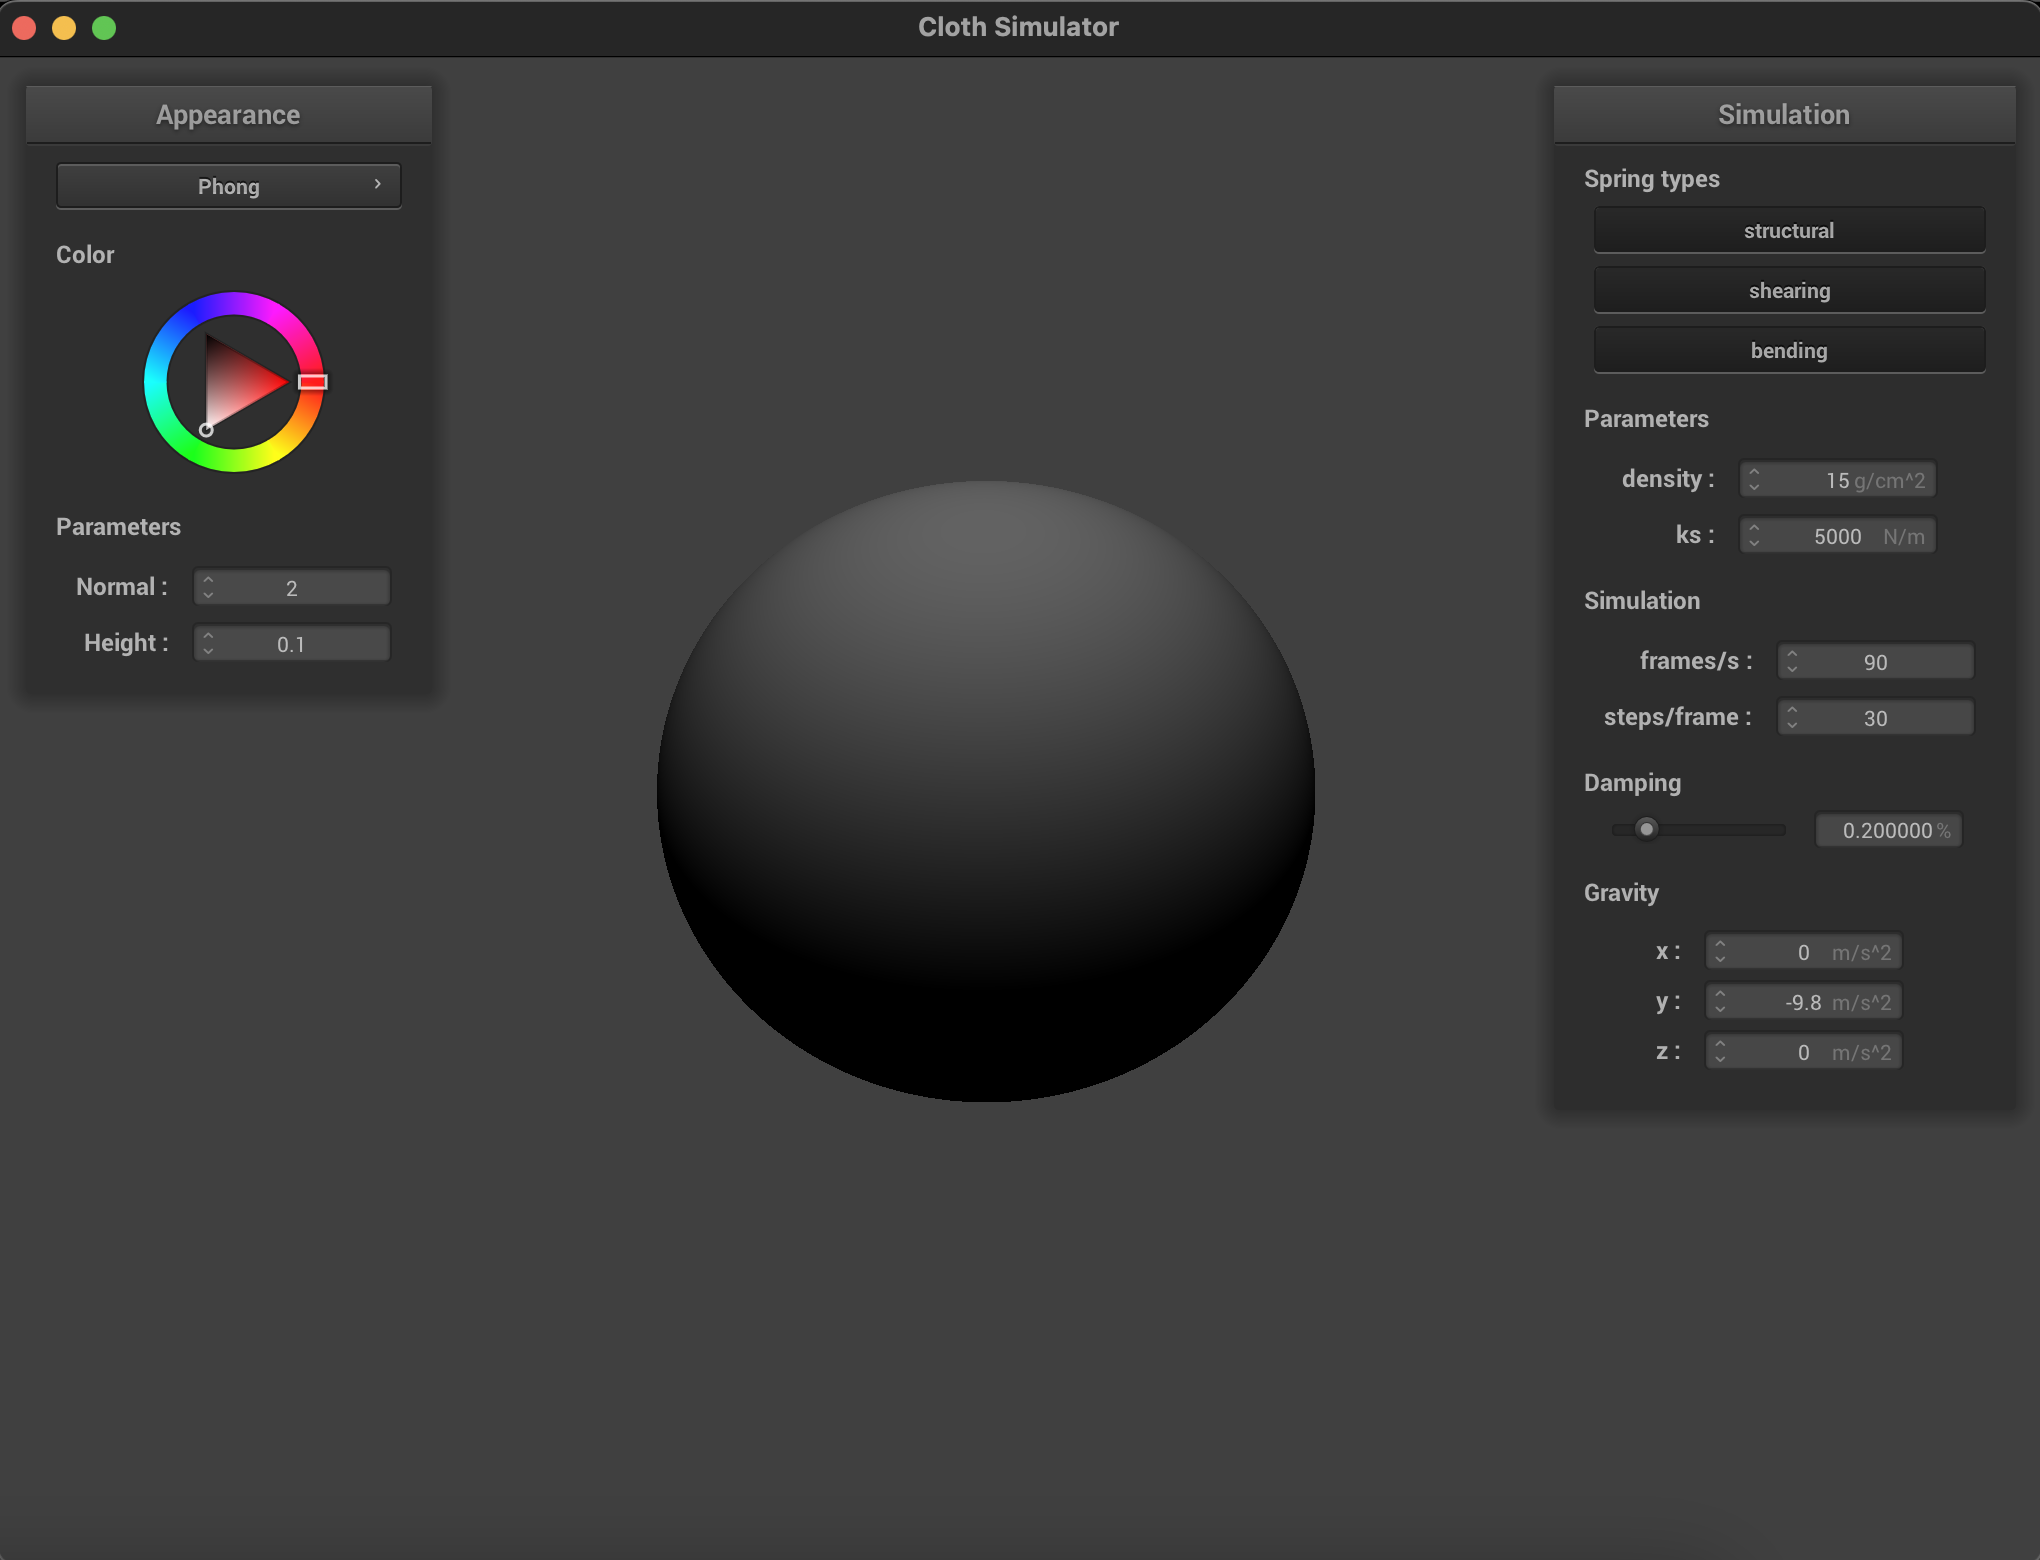 Cloth Simulator
Appearance
Phong
Color
Parameters
Normal : 2
Height : 0.1
Simulation
Spring types
structural
shearing
bending
Parameters
density : 15 g/cm^2
ks : 5000 N/m
Simulation
frames/s : 90
steps/frame : 30
Damping
0.200000 %
Gravity
x : 0 m/s^2
y : -9.8 m/s^2
z : 0 m/s^2